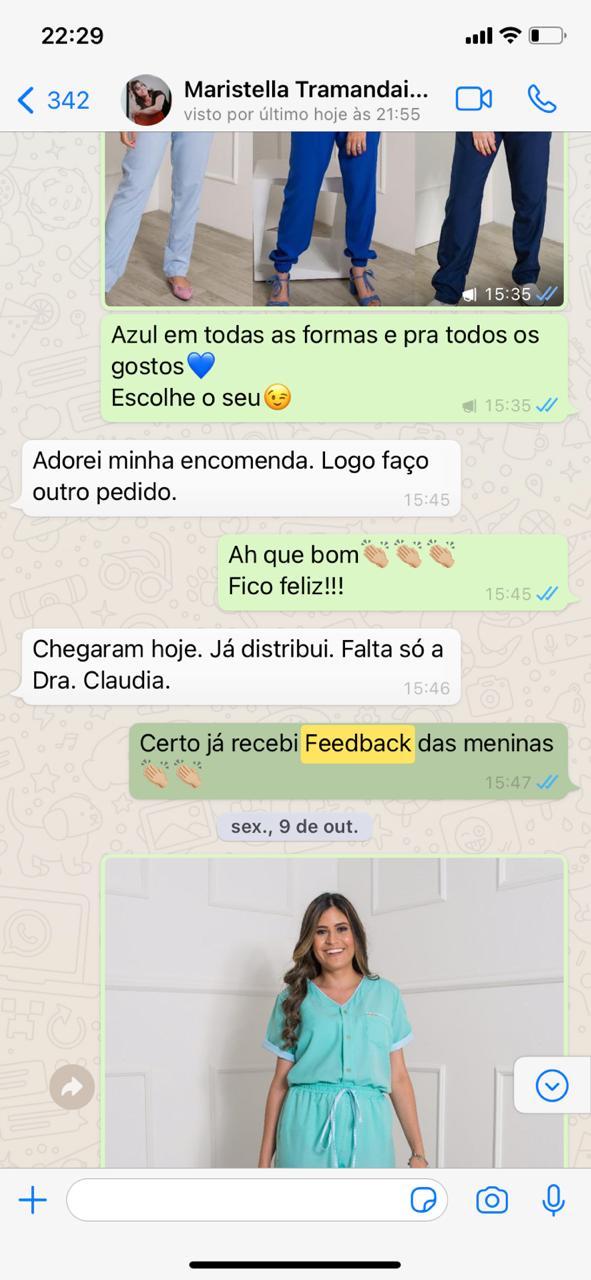 22:29
342
Maristella Tramandai...
visto por último hoje às 21:55
15:35
Azul em todas as formas e pra todos os
gostos💙
Escolhe o seu😉
15:35
Adorei minha encomenda. Logo faço
outro pedido.
15:45
Ah que bom👏🏼👏🏼👏🏼
Fico feliz!!!
15:45
Chegaram hoje. Já distribui. Falta só a
Dra. Claudia.
15:46
Certo já recebi Feedback das meninas
👏🏼👏🏼
15:47
sex., 9 de out.